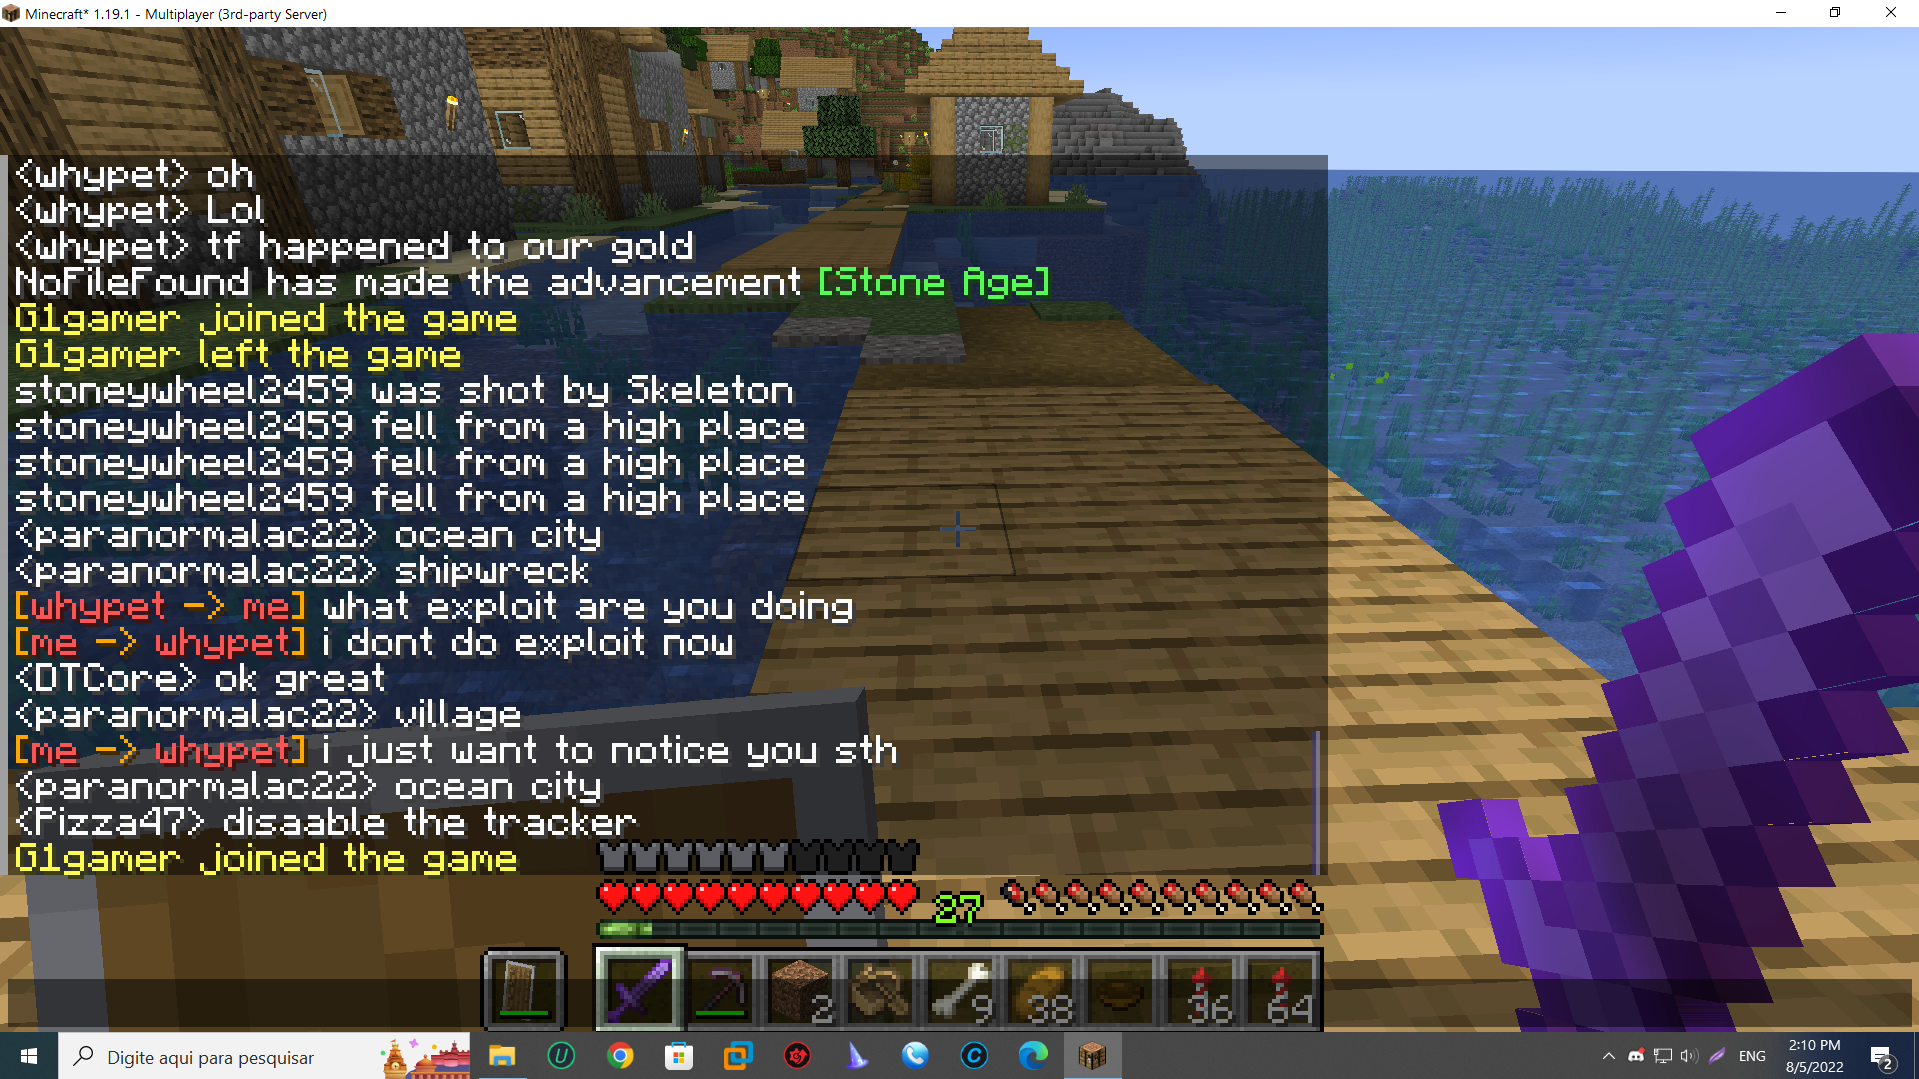 Minecraft* 1.19.1 - Multiplayer (3rd-party Server)
<whypet> oh
<whypet> Lol
<whypet> tf happened to our gold
NoFileFound has made the advancement [Stone Age]
G1gamer joined the game
G1gamer left the game
stoneywheel2459 was shot by Skeleton
stoneywheel2459 fell from a high place
stoneywheel2459 fell from a high place
stoneywheel2459 fell from a high place
<paranormalac22> ocean city
<paranormalac22> shipwreck
[whypet -> me] what exploit are you doing
[me -> whypet] i dont do exploit now
<DTCore> ok great
<paranormalac22> village
[me -> whypet] i just want to notice you sth
<paranormalac22> ocean city
<Pizza47> disaable the tracker
G1gamer joined the game
27
2 9 38 36 64
Digite aqui para pesquisar
ENG
2:10 PM
8/5/2022
2